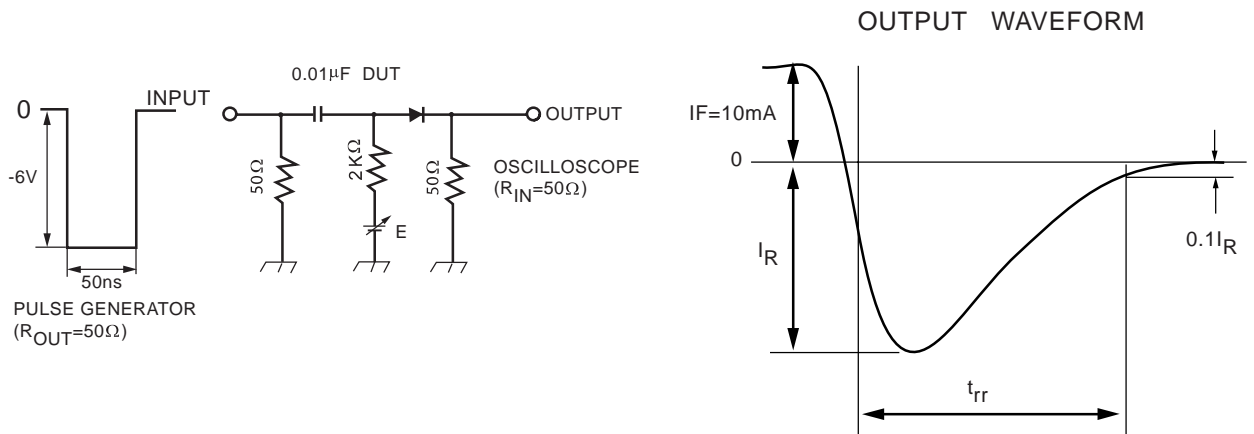 OUTPUT WAVEFORM
0.01μF DUT
0
INPUT
OUTPUT
-6V
50Ω
2KΩ
50Ω
OSCILLOSCOPE
(RIN=50Ω)
E
50ns
PULSE GENERATOR
(ROUT=50Ω)
IF=10mA
0
IR
0.1IR
trr